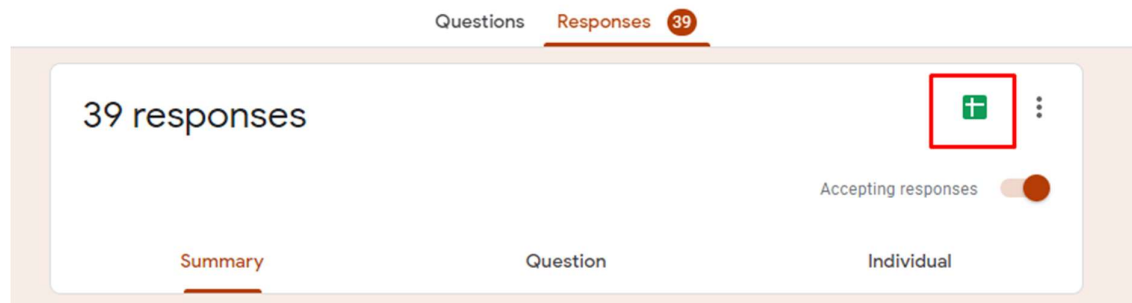 Questions Responses 39
39 responses
Accepting responses
Summary Question Individual